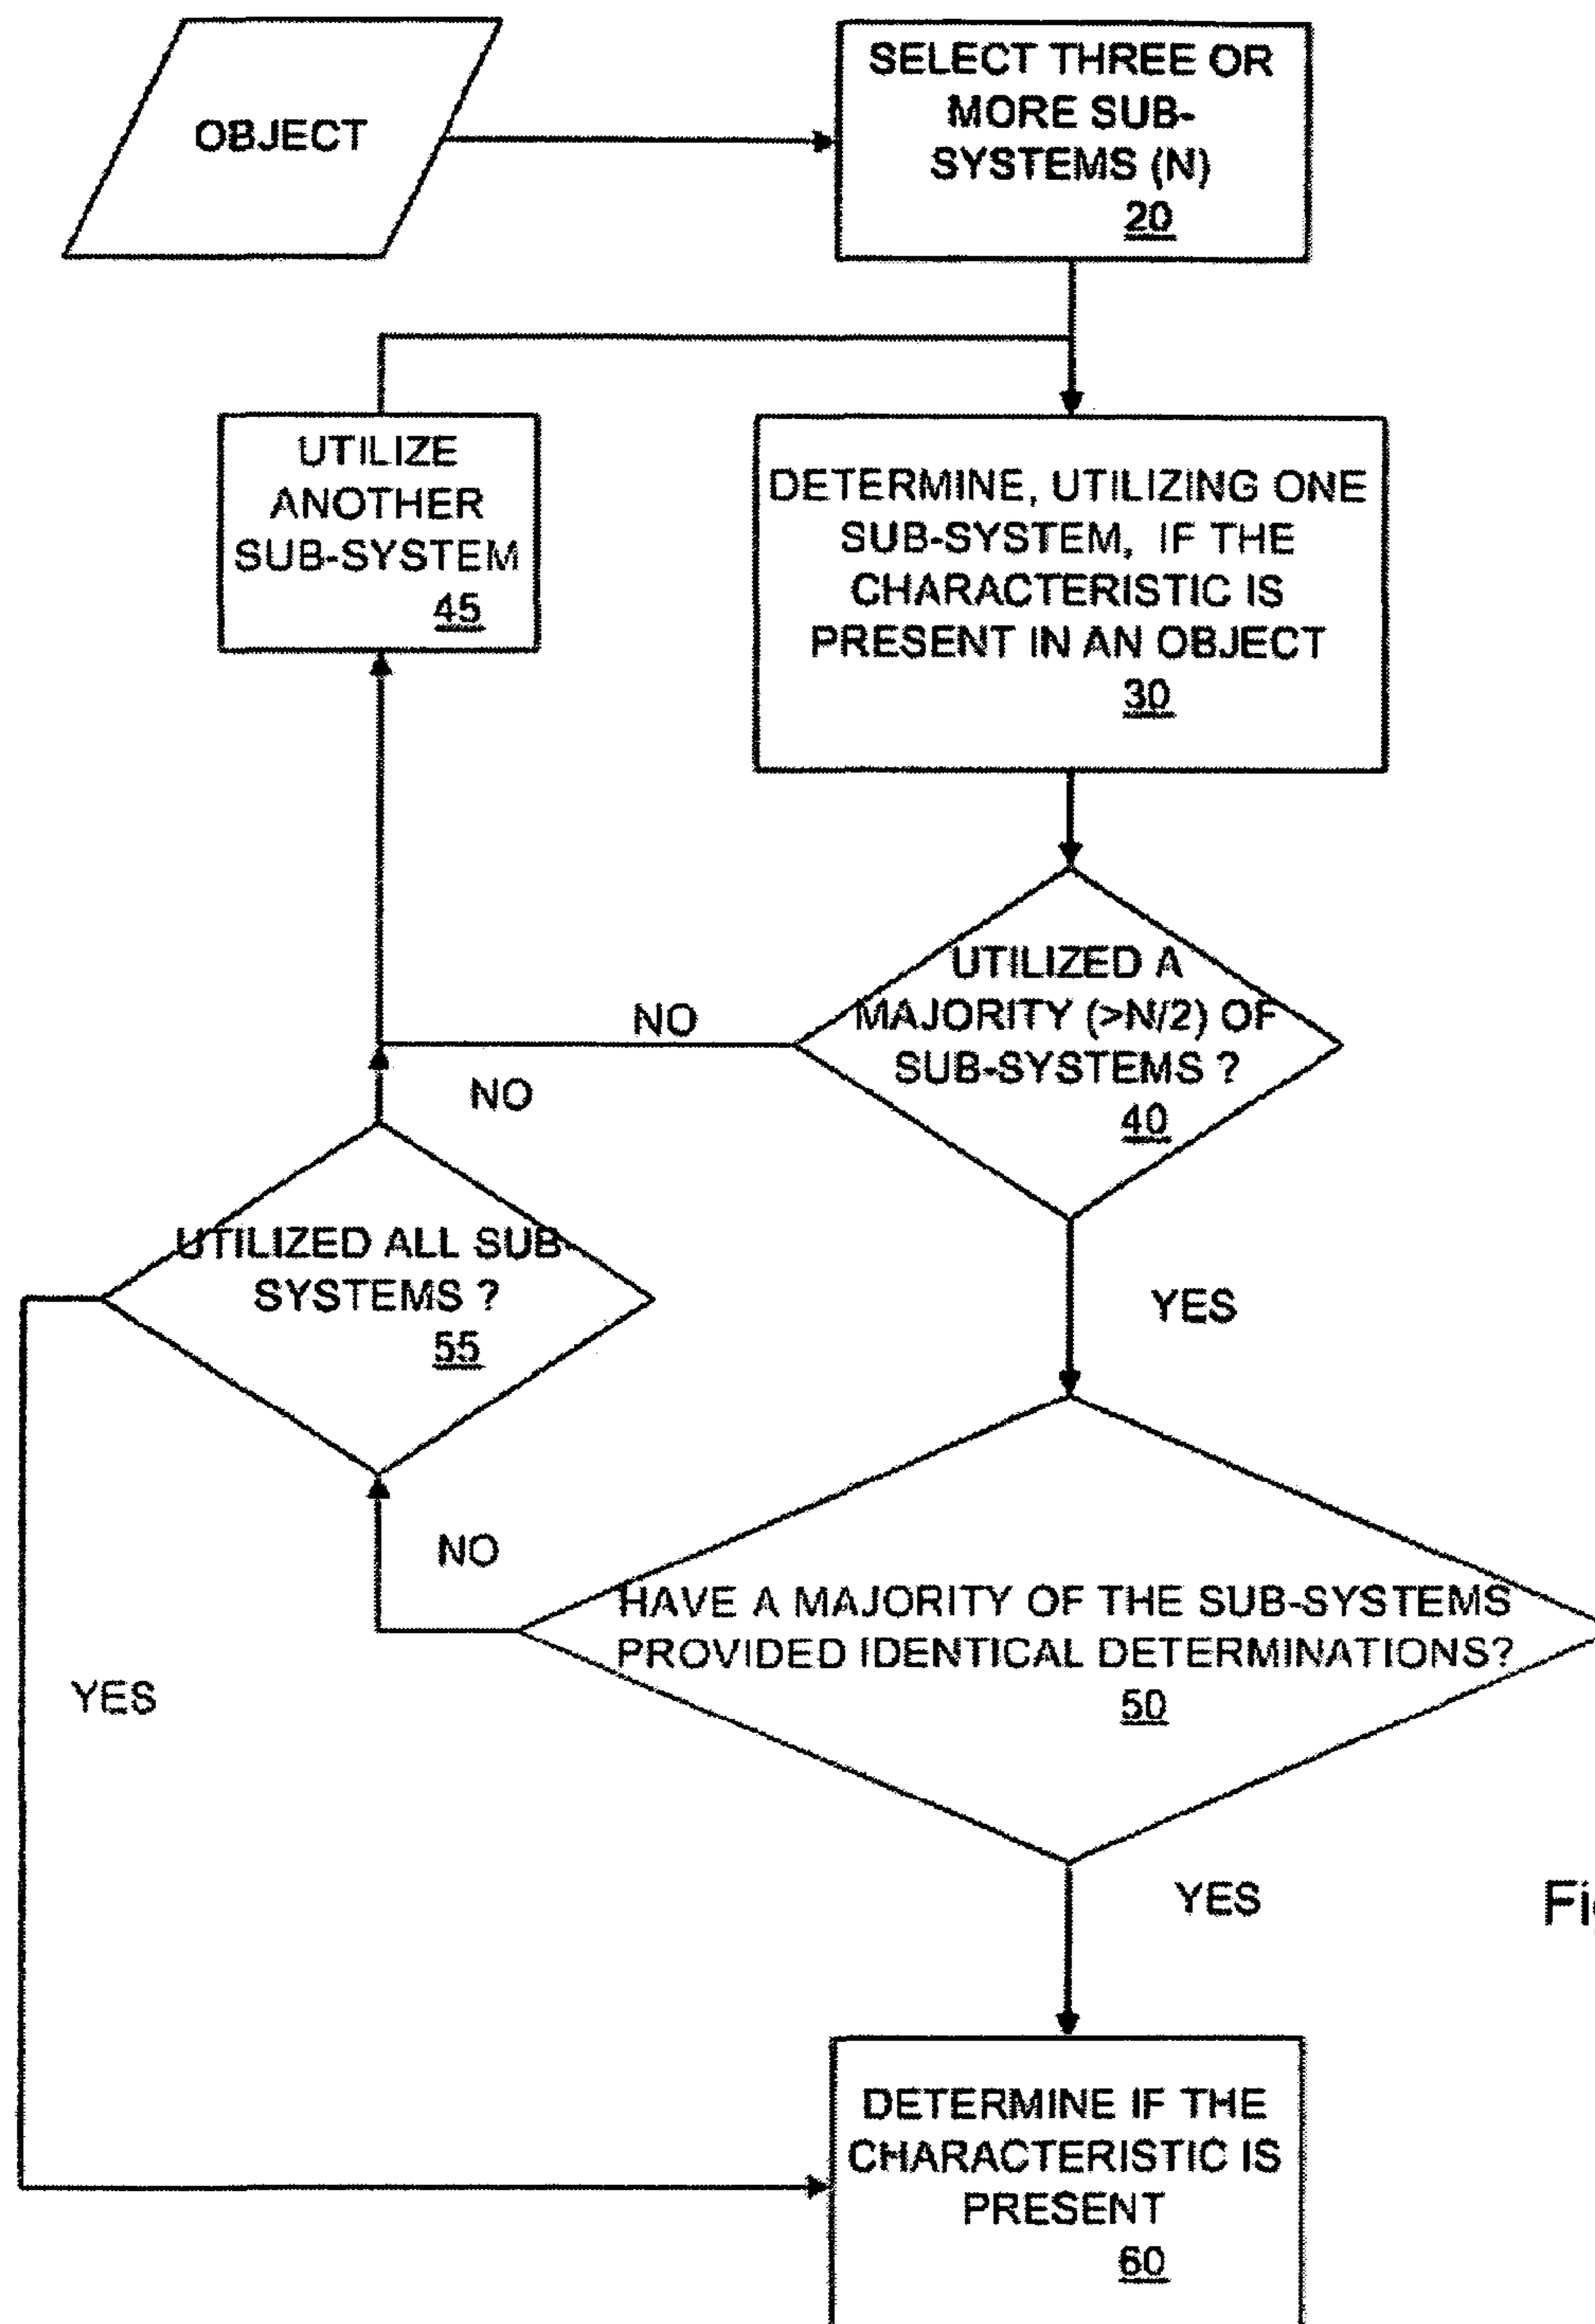 OBJECT
SELECT THREE OR
MORE SUB-
SYSTEMS (N)
20
UTILIZE
ANOTHER
SUB-SYSTEM
45
DETERMINE, UTILIZING ONE
SUB-SYSTEM, IF THE
CHARACTERISTIC IS
PRESENT IN AN OBJECT
30
UTILIZED A
MAJORITY (>N/2) OF
SUB-SYSTEMS ?
40
NO
NO
UTILIZED ALL SUB-
SYSTEMS ?
55
YES
NO
HAVE A MAJORITY OF THE SUB-SYSTEMS
PROVIDED IDENTICAL DETERMINATIONS?
50
YES
YES
DETERMINE IF THE
CHARACTERISTIC IS
PRESENT
60